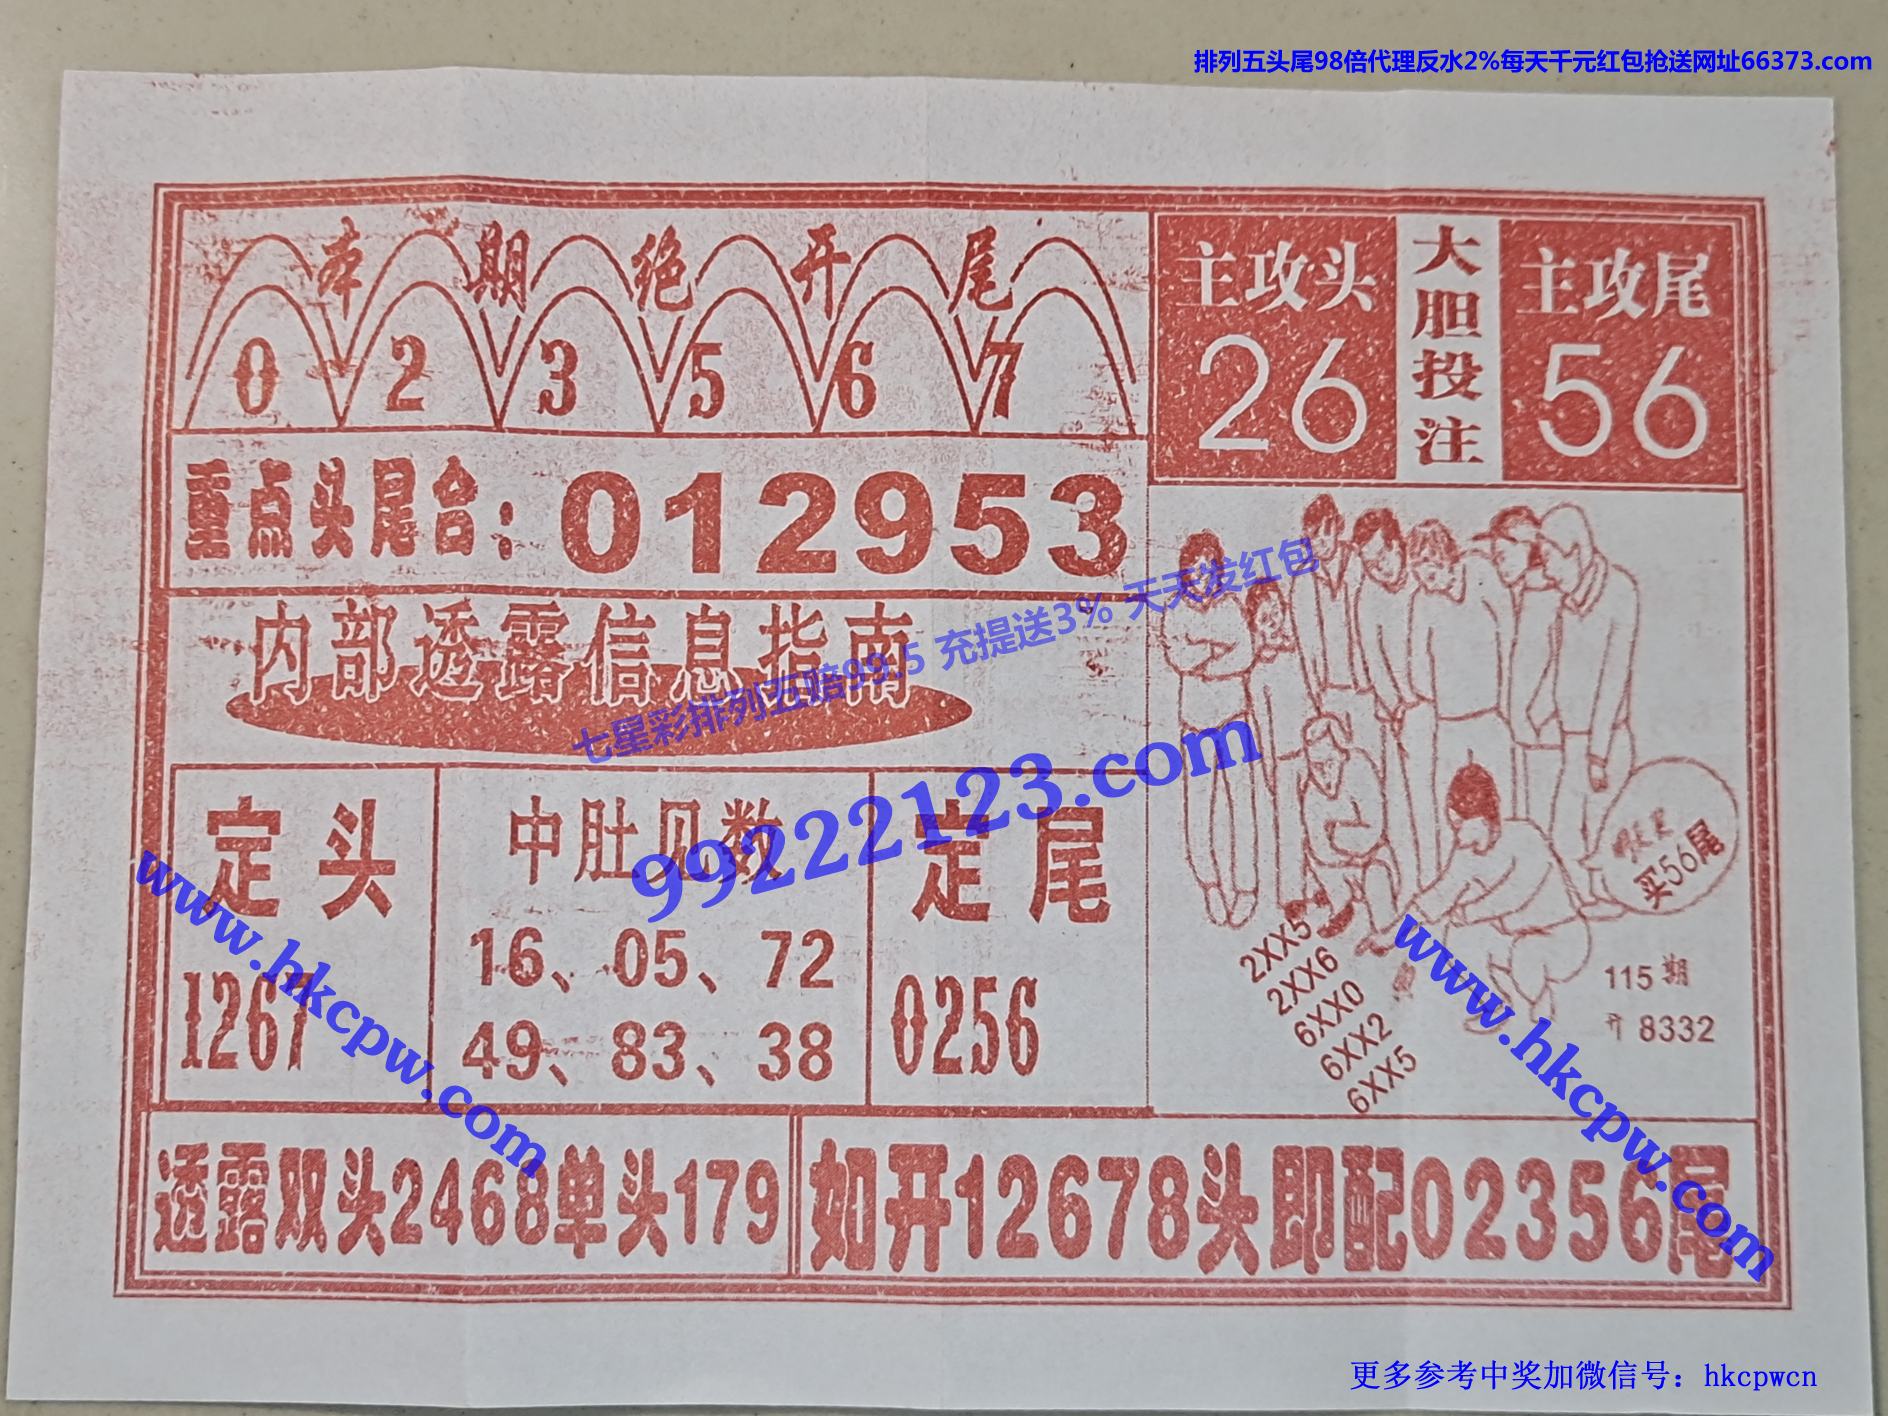 排列五头尾98倍代理反水2%每天千元红包抢送网址66373.com
本期绝开尾
0 2 3 5 6 7
主攻头
26
大胆投注
主攻尾
56
重点头尾台：012953
内部透露信息指南
七星彩排列五赔99.5 充提送3% 天天发红包
99222123.com
定头
1267
中肚见数
16、05、72
49、83、38
定尾
0256
买56尾
2XX5
2XX6
6XX0
6XX2
6XX5
115期
开8332
www.hkcpw.com
www.hkcpw.com
透露双头2468单头179
如开12678头即配02356尾
更多参考中奖加微信号：hkcpwcn